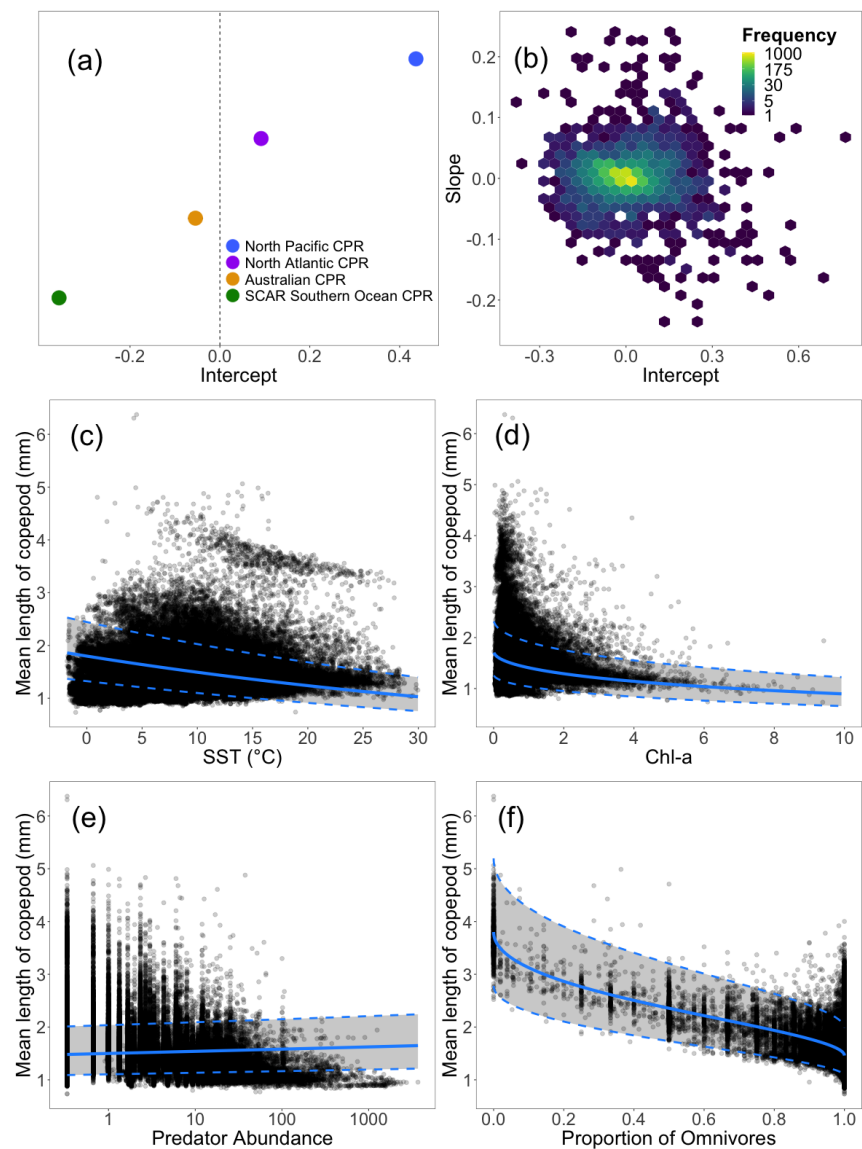 (a)
North Pacific CPR
North Atlantic CPR
Australian CPR
SCAR Southern Ocean CPR
-0.2 0.0 0.2 0.4
Intercept
(b)
Frequency
1000
175
30
5
1
Slope
0.2
0.1
0.0
-0.1
-0.2
-0.3 0.0 0.3 0.6
Intercept
(c)
Mean length of copepod (mm)
6
5
4
3
2
1
0 5 10 15 20 25 30
SST (°C)
(d)
Mean length of copepod (mm)
6
5
4
3
2
1
0 2 4 6 8 10
Chl-a
(e)
Mean length of copepod (mm)
6
5
4
3
2
1
1 10 100 1000
Predator Abundance
(f)
Mean length of copepod (mm)
6
5
4
3
2
1
0.0 0.2 0.4 0.6 0.8 1.0
Proportion of Omnivores